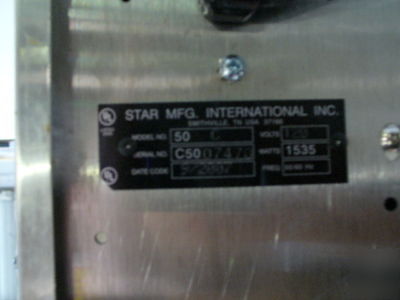 STAR MFG. INTERNATIONAL INC.
SMITHVILLE, TN USA 37166
MODEL NO. 50 C VOLTS 120
SERIAL NO. C50 WATTS 1535
DATE CODE FREQ. 50/60 Hz